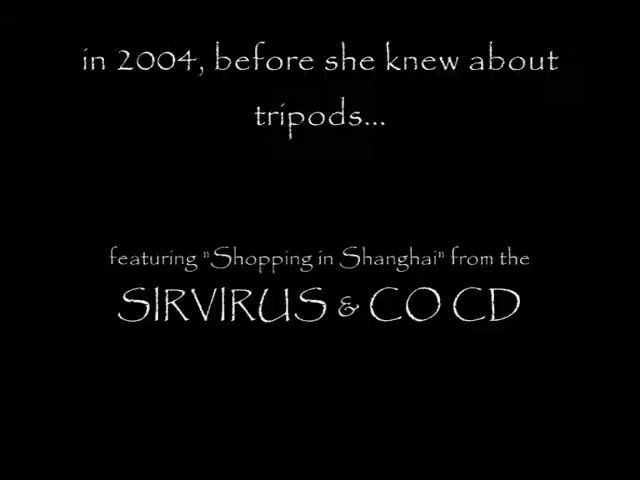 in 2004, before she knew about
tripods...
featuring "Shopping in Shanghai" from the
SIRVIRUS & CO CD